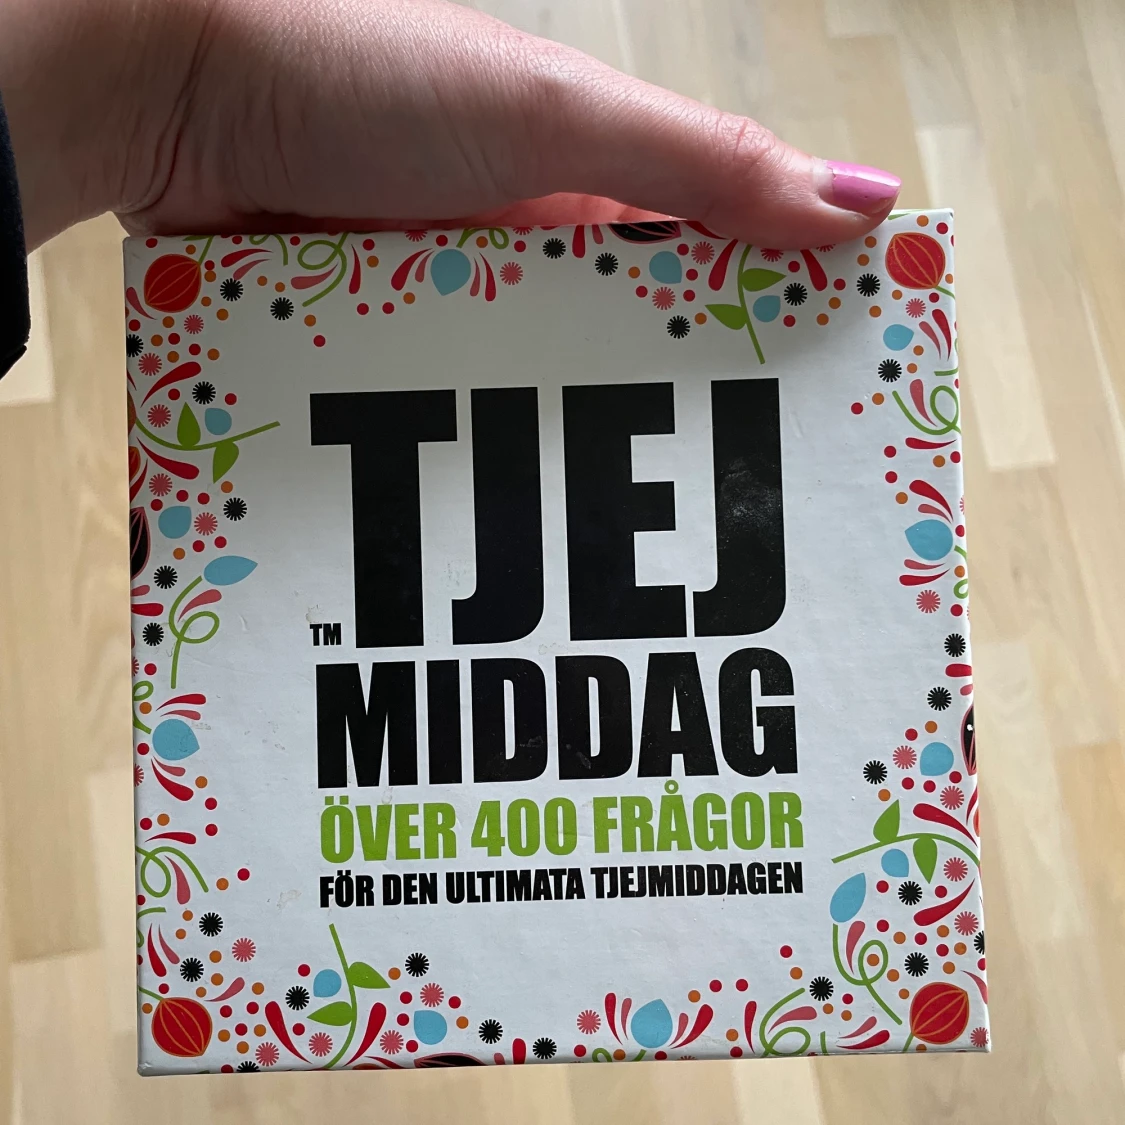 TJEJ
™
MIDDAG
ÖVER 400 FRÅGOR
FÖR DEN ULTIMATA TJEJMIDDAGEN